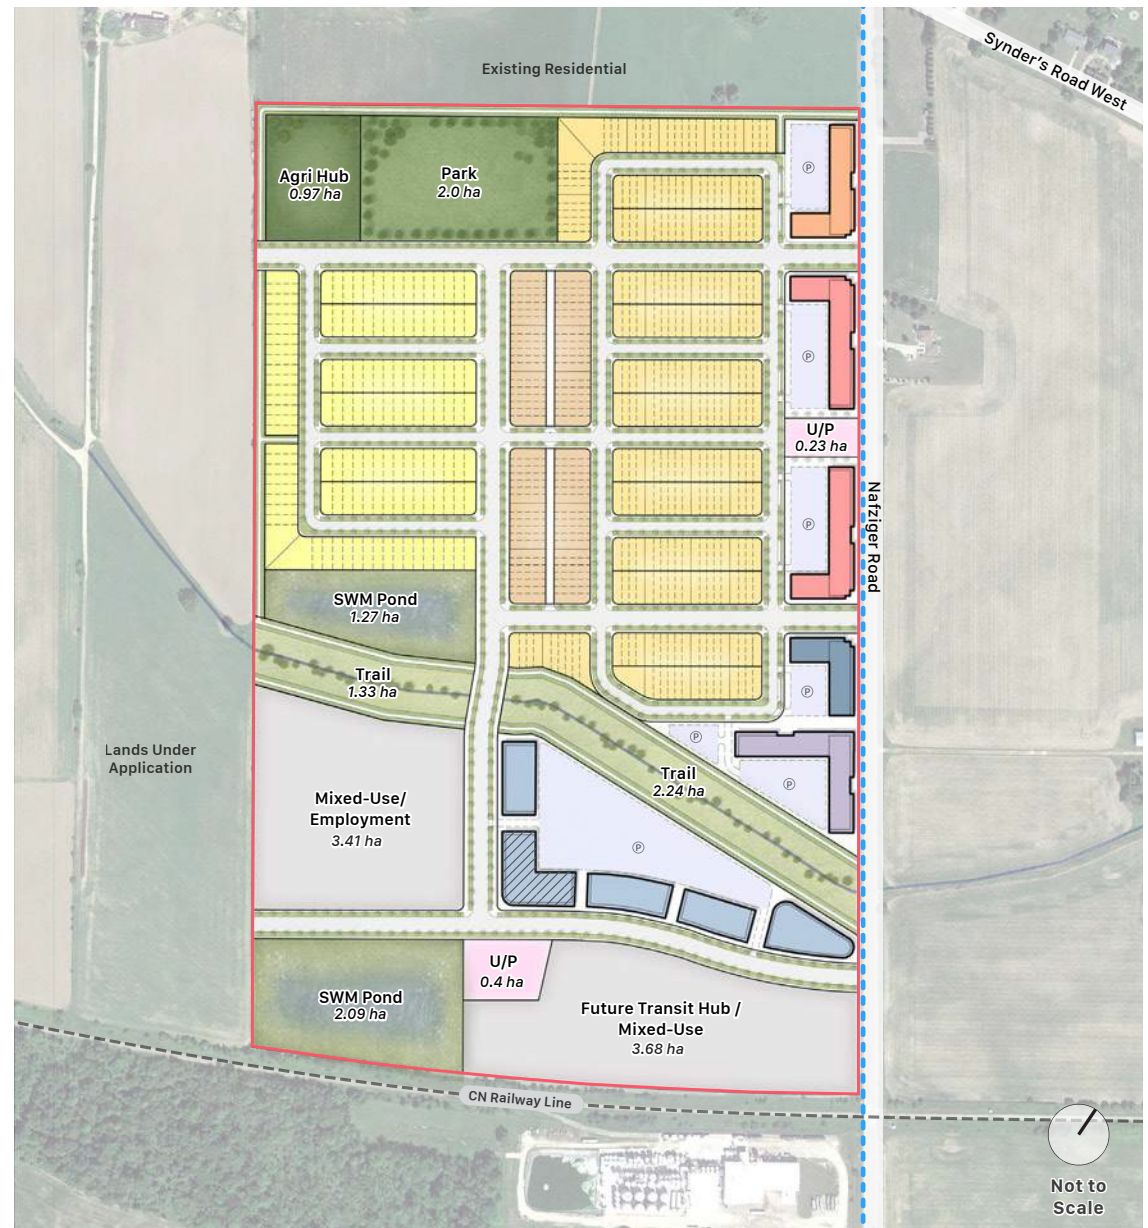 Synder's Road West
Existing Residential
Agri Hub
0.97 ha
Park
2.0 ha
P
P
U/P
0.23 ha
Nafziger Road
P
SWM Pond
1.27 ha
Trail
1.33 ha
P
P
Lands Under
Application
Trail
2.24 ha
P
Mixed-Use/
Employment
3.41 ha
P
U/P
0.4 ha
SWM Pond
2.09 ha
Future Transit Hub /
Mixed-Use
3.68 ha
CN Railway Line
Not to
Scale